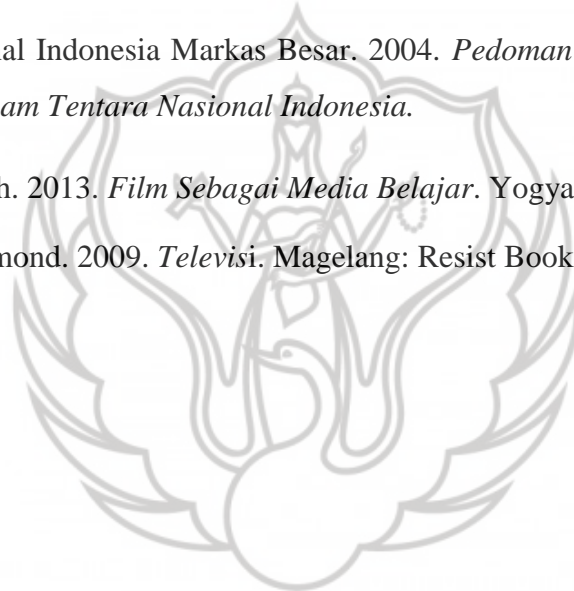 nal Indonesia Markas Besar. 2004. Pedoman
am Tentara Nasional Indonesia.
h. 2013. Film Sebagai Media Belajar. Yogya
mond. 2009. Televisi. Magelang: Resist Book